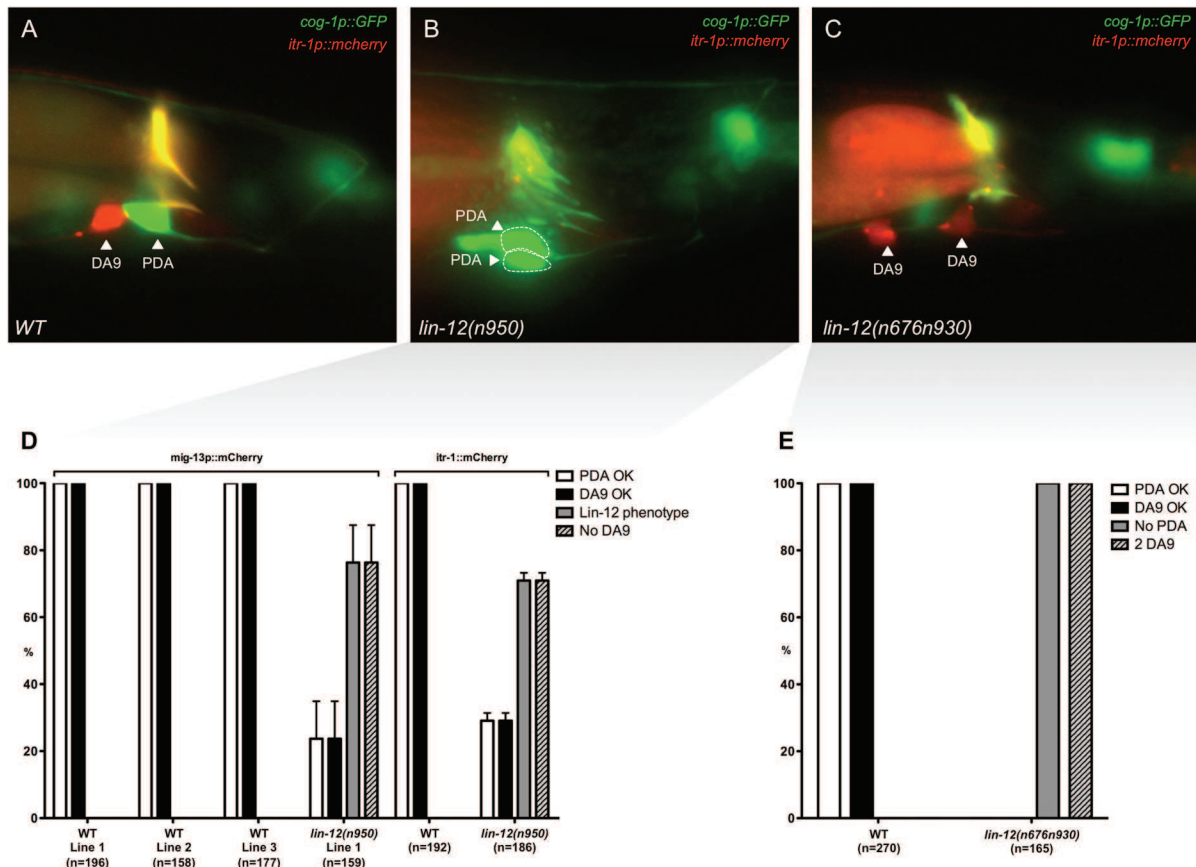 A
cog-1p::GFP
itr-1p::mcherry
DA9
PDA
WT
B
cog-1p::GFP
itr-1p::mcherry
PDA
PDA
lin-12(n950)
C
cog-1p::GFP
itr-1p::mcherry
DA9
DA9
lin-12(n676n930)
D
mig-13p::mCherry
itr-1::mCherry
PDA OK
DA9 OK
Lin-12 phenotype
No DA9
100
80
60
%
40
20
0
WT
Line 1
(n=196)
WT
Line 2
(n=158)
WT
Line 3
(n=177)
lin-12(n950)
Line 1
(n=159)
WT
(n=192)
lin-12(n950)
(n=186)
E
PDA OK
DA9 OK
No PDA
2 DA9
100
80
60
%
40
20
0
WT
(n=270)
lin-12(n676n930)
(n=165)